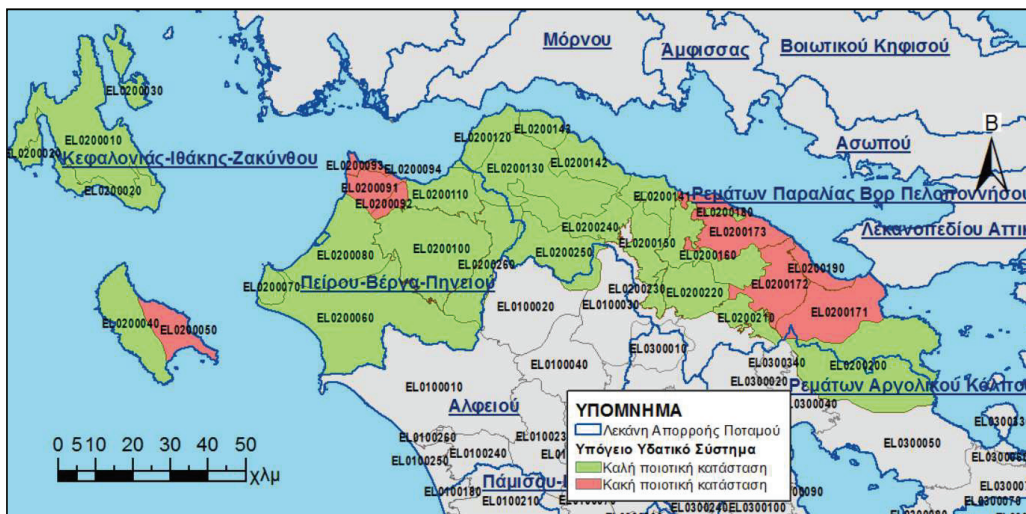 Μόρνου
Άμφισσας
Βοιωτικού Κηφισού
Ασωπού
B
EL0200030
EL0200010
Κεφαλονιάς-Ιθάκης-Ζακύνθου
EL0200020
EL0200120
EL0200143
EL0200142
EL0200130
EL0200093
EL0200094
EL0200091
EL0200092
EL0200110
EL0200141
Ρεμάτων Παραλίας Βορ Πελοποννήσου
EL0200180
EL0200173
Λεκανοπεδίου Αττικ
EL0200240
EL0200150
EL0200160
EL0200080
EL0200100
EL0200250
EL0200260
EL0200190
EL0200070
Πείρου-Βέργα-Πηνειού
EL0200172
EL0200230
EL0200220
EL0200060
EL0100020
EL0100030
EL0200171
EL0200210
EL0200040
EL0200050
EL0300010
EL0100040
EL0300340
EL0200200
EL0300020
EL0100010
Ρεμάτων Αργολικού Κόλπο
Αλφειού
EL0300040
EL0100260
EL0100250
EL0100240
EL0300050
EL0100180
EL0100210
Πάμισου-
EL0300240
EL0300100
ΥΠΟΜΝΗΜΑ
Λεκάνη Απορροής Ποταμού
Υπόγειο Υδατικό Σύστημα
Καλή ποιοτική κατάσταση
Κακή ποιοτική κατάσταση
0 5 10 20 30 40 50
χλμ